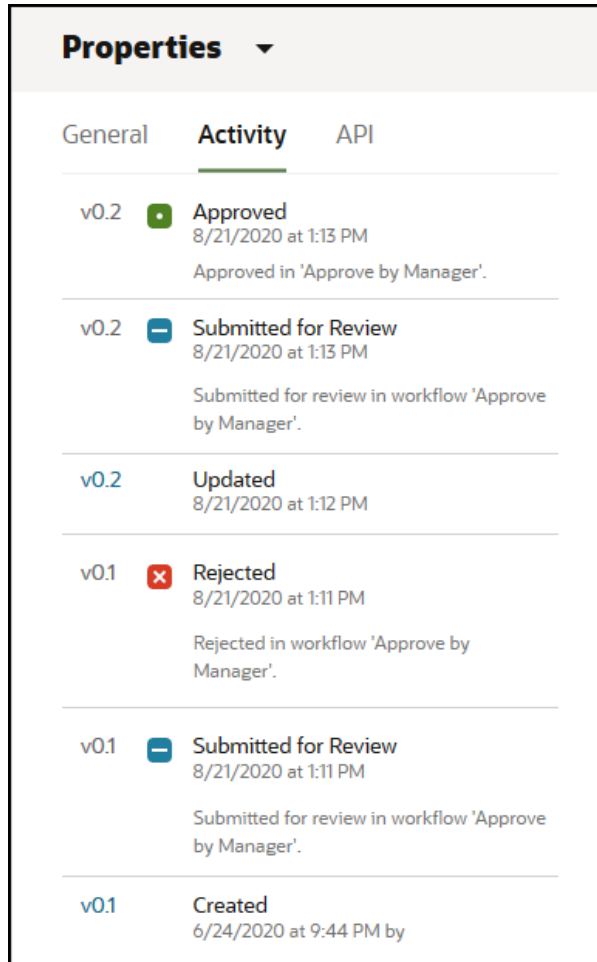 Properties
General Activity API
v0.2 Approved
8/21/2020 at 1:13 PM
Approved in 'Approve by Manager'.
v0.2 Submitted for Review
8/21/2020 at 1:13 PM
Submitted for review in workflow 'Approve
by Manager'.
v0.2 Updated
8/21/2020 at 1:12 PM
v0.1 Rejected
8/21/2020 at 1:11 PM
Rejected in workflow 'Approve by
Manager'.
v0.1 Submitted for Review
8/21/2020 at 1:11 PM
Submitted for review in workflow 'Approve
by Manager'.
v0.1 Created
6/24/2020 at 9:44 PM by